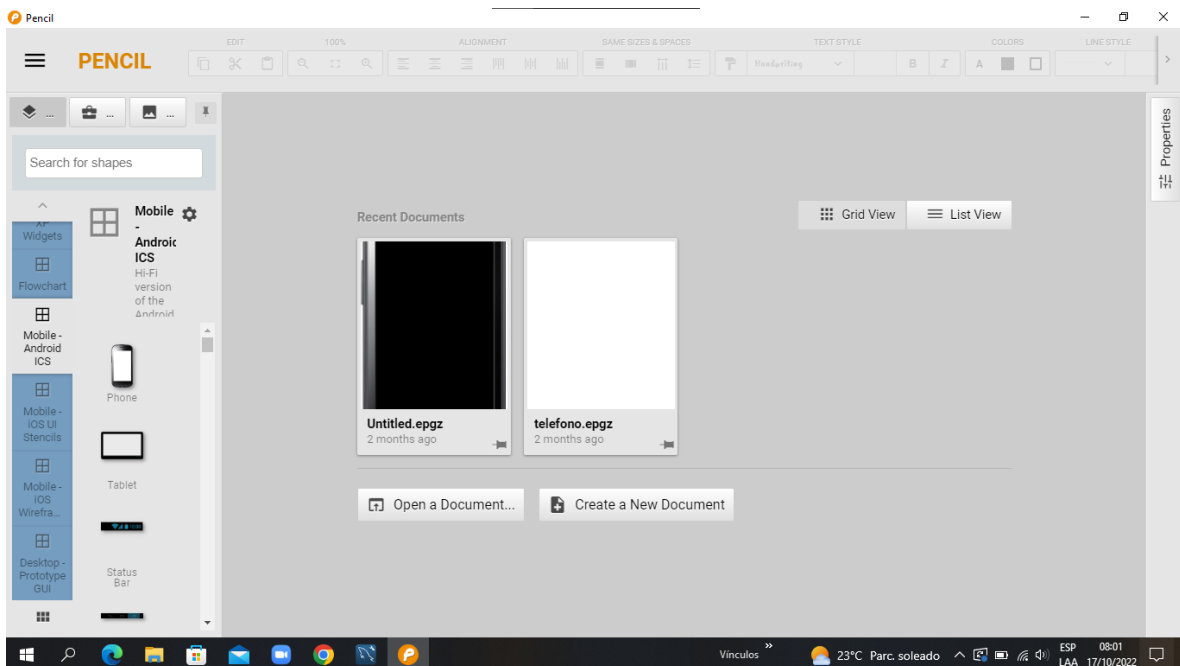 Pencil
PENCIL
EDIT
100%
ALIGNMENT
SAME SIZES & SPACES
TEXT STYLE
COLORS
LINE STYLE
Handwriting
B
I
A
...
...
...
Properties
Search for shapes
XP
Widgets
Flowchart
Mobile -
Android
ICS
Mobile -
iOS UI
Stencils
Mobile -
iOS
Wirefra...
Desktop -
Prototype
GUI
Mobile
-
Android
ICS
Hi-Fi
version
of the
Android
Phone
Tablet
Status
Bar
Recent Documents
Grid View
List View
Untitled.epgz
2 months ago
telefono.epgz
2 months ago
Open a Document...
Create a New Document
Vínculos
23°C Parc. soleado
ESP
LAA
08:01
17/10/2022